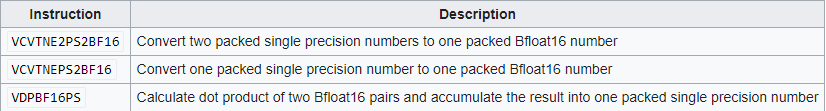 Instruction Description
VCVTNE2PS2BF16 Convert two packed single precision numbers to one packed Bfloat16 number
VCVTNEPS2BF16 Convert one packed single precision number to one packed Bfloat16 number
VDPBF16PS Calculate dot product of two Bfloat16 pairs and accumulate the result into one packed single precision number